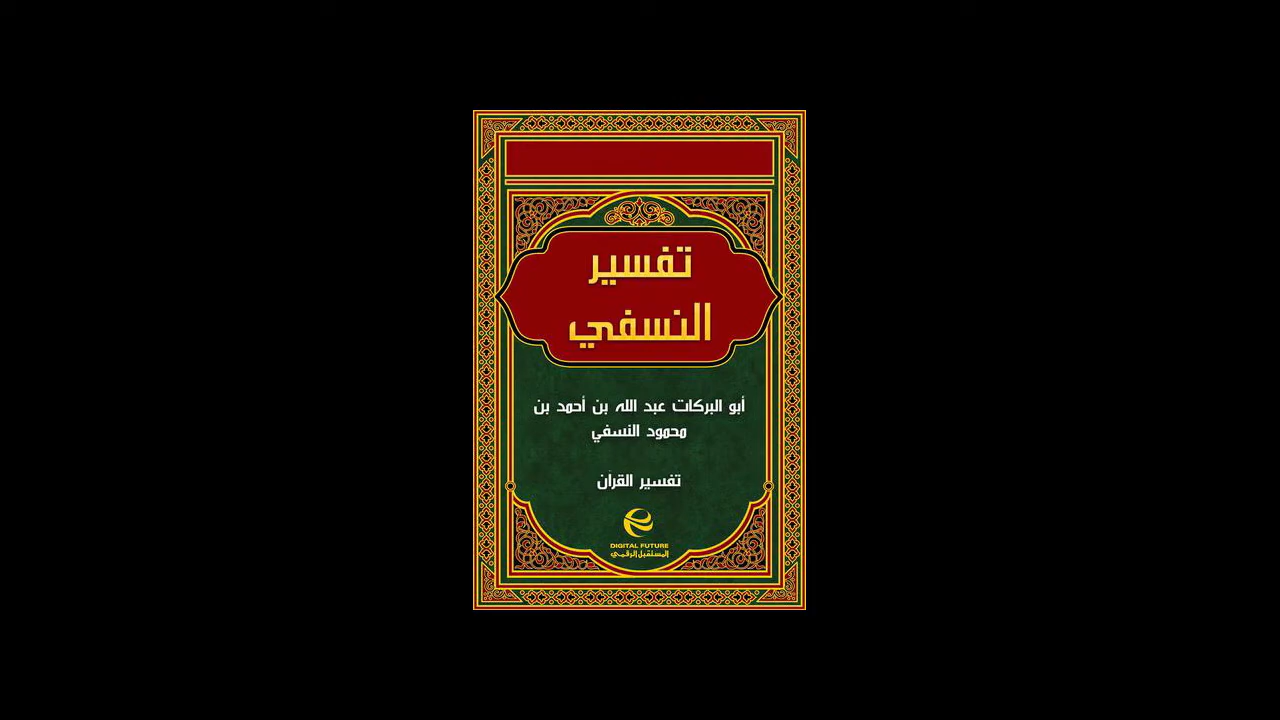 تفسير
النسفي
أبو البركات عبد الله بن أحمد بن
محمود النسفي
تفسير القرآن
DIGITAL FUTURE
المستقبل الرقمي